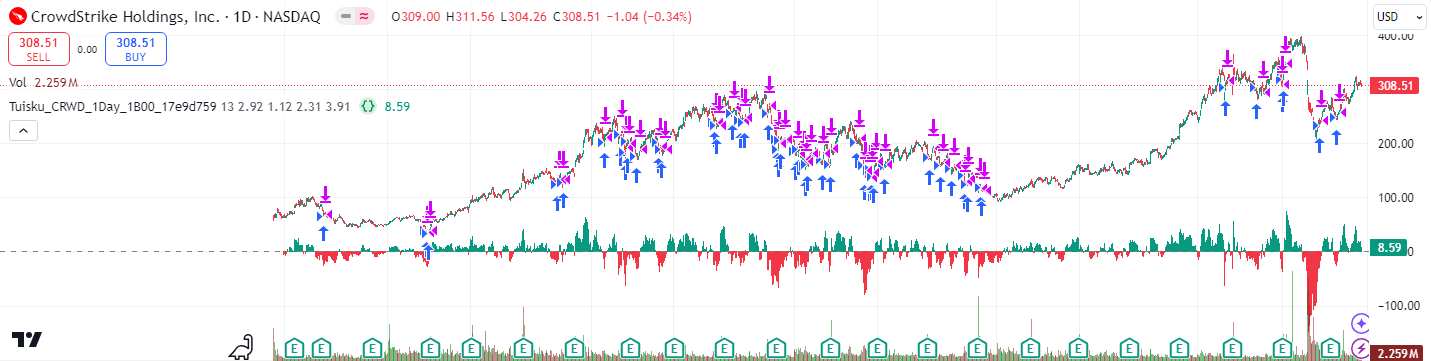 CrowdStrike Holdings, Inc. · 1D · NASDAQ O309.00 H311.56 L304.26 C308.51 −1.04 (−0.34%)
USD
308.51 SELL
0.00
308.51 BUY
Vol 2.259M
Tuisku_CRWD_1Day_1B00_17e9d759 13 2.92 1.12 2.31 3.91 {} 8.59
400.00
308.51
200.00
100.00
8.59
−100.00
2.259M
E E E E E E E E E E E E E E E E E E E E E E